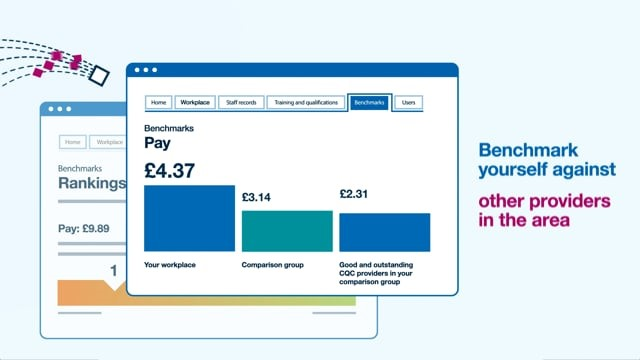 Home
Workplace
Staff records
Training and qualifications
Benchmarks
Users
Benchmarks
Pay
£4.37
£3.14
£2.31
Your workplace
Comparison group
Good and outstanding
CQC providers in your
comparison group
Home
Workplace
Benchmarks
Rankings
Pay: £9.89
1
Benchmark
yourself against
other providers
in the area